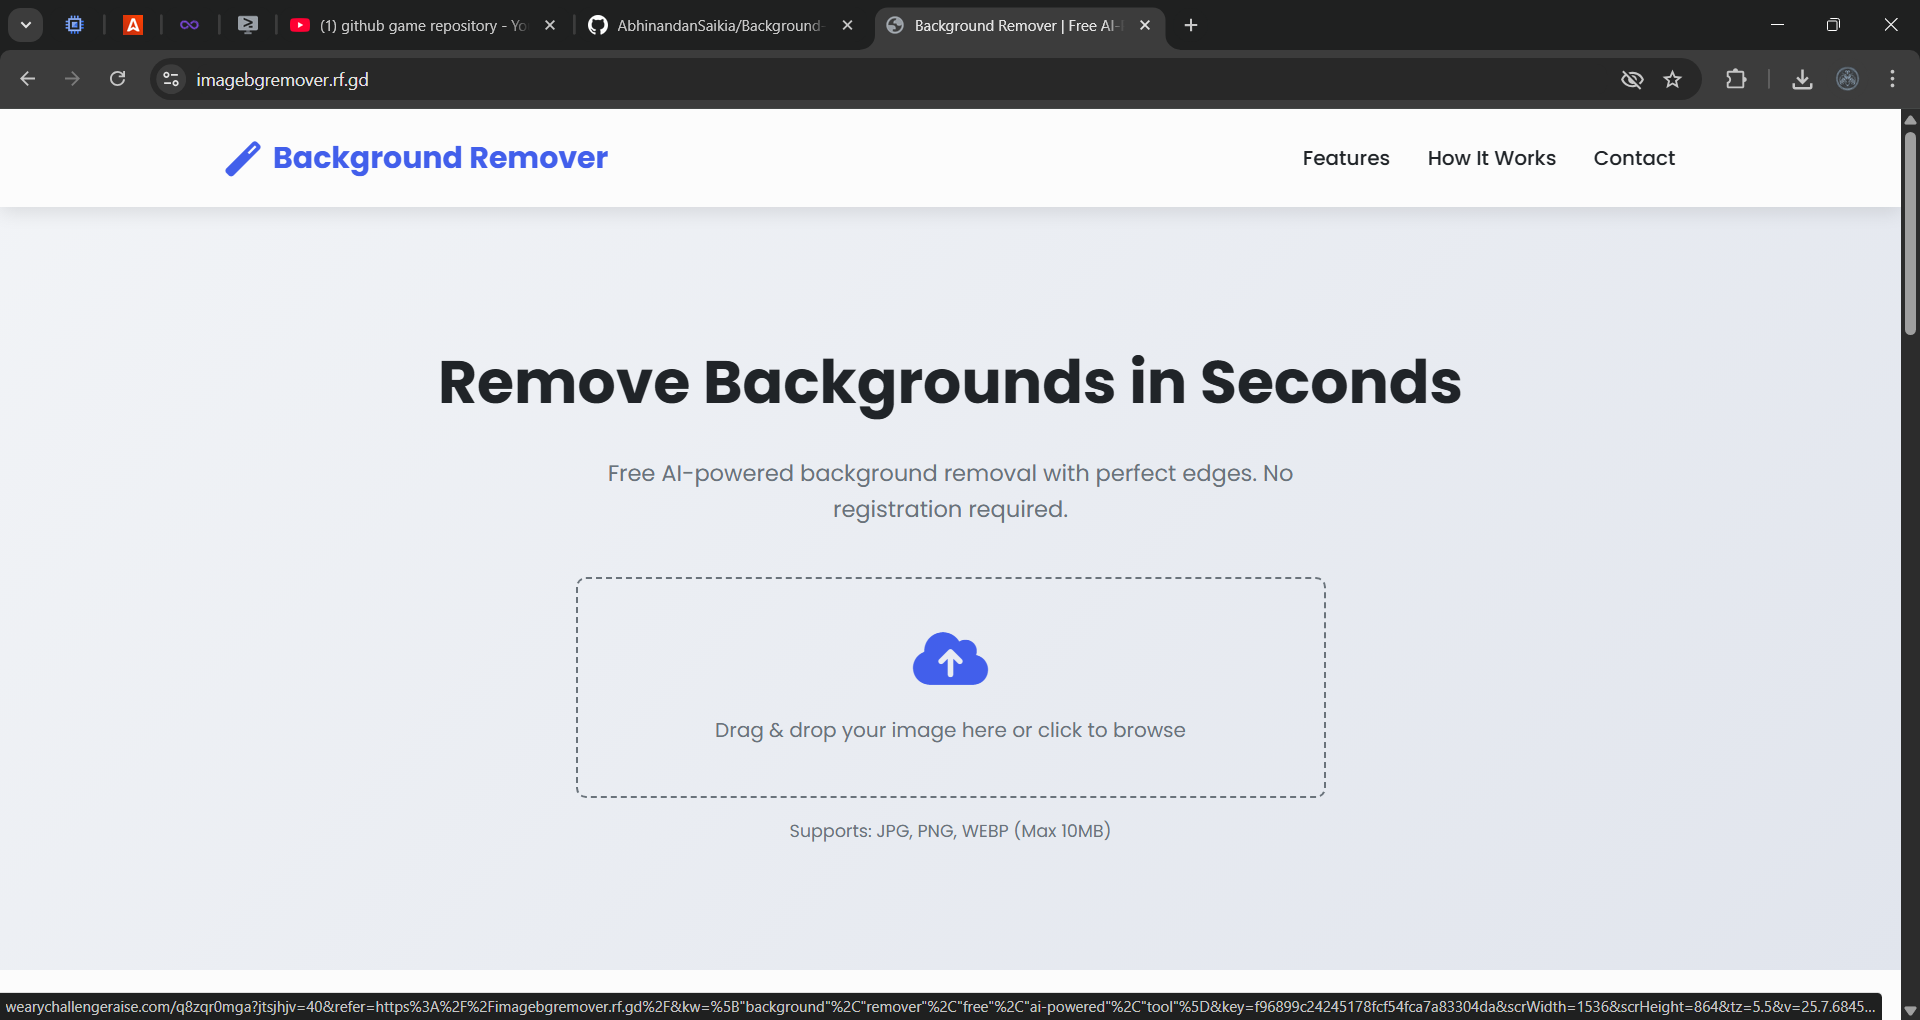 (1) github game repository - Yo
AbhinandanSaikia/Background-
Background Remover | Free AI-
imagebgremover.rf.gd
Background Remover
Features
How It Works
Contact
Remove Backgrounds in Seconds
Free AI-powered background removal with perfect edges. No
registration required.
Drag & drop your image here or click to browse
Supports: JPG, PNG, WEBP (Max 10MB)
wearychallengeraise.com/q8zqr0mga?jtsjhjv=40&refer=https%3A%2F%2Fimagebgremover.rf.gd%2F&kw=%5B"background"%2C"remover"%2C"free"%2C"ai-powered"%2C"tool"%5D&key=f96899c24245178fcf54fca7a83304da&scrWidth=1536&scrHeight=864&tz=5.5&v=25.7.6845...